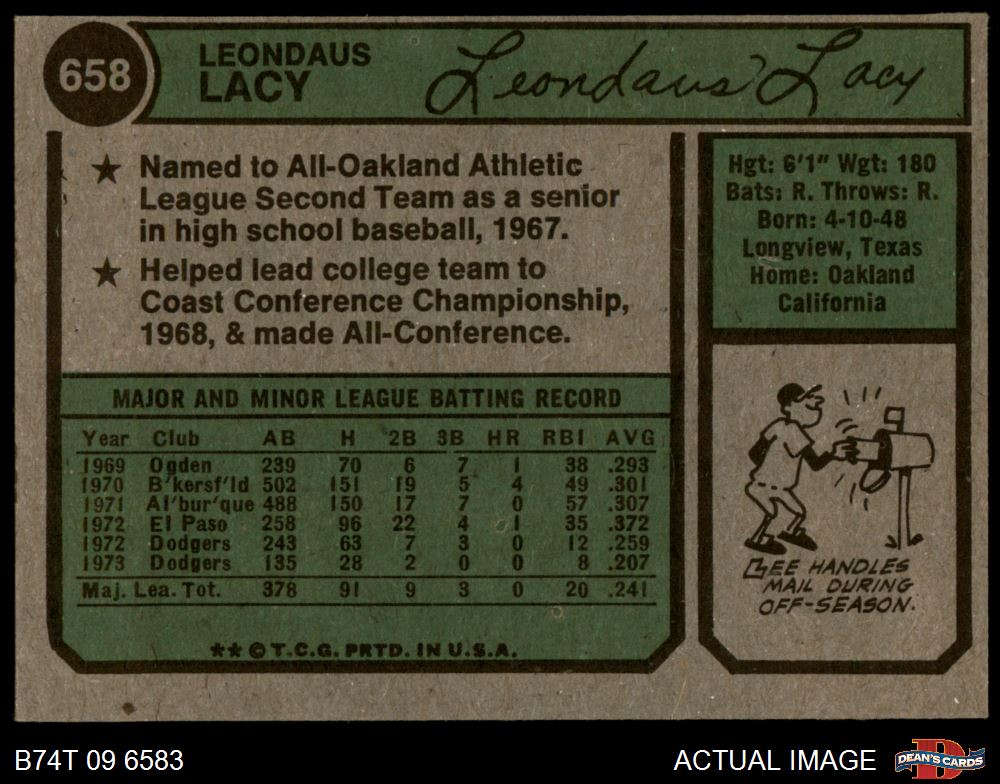 658
LEONDAUS
LACY
Leondaus Lacy
★ Named to All-Oakland Athletic
League Second Team as a senior
in high school baseball, 1967.
★ Helped lead college team to
Coast Conference Championship,
1968, & made All-Conference.
Hgt: 6'1" Wgt: 180
Bats: R. Throws: R.
Born: 4-10-48
Longview, Texas
Home: Oakland
California
MAJOR AND MINOR LEAGUE BATTING RECORD
Year Club AB H 2B 3B HR RBI AVG
1969 Ogden 239 70 6 7 1 38 .293
1970 B'kersf'ld 502 151 19 5 4 49 .301
1971 Al'bur'que 488 150 17 7 0 57 .307
1972 El Paso 258 96 22 4 1 35 .372
1972 Dodgers 243 63 7 3 0 12 .259
1973 Dodgers 135 28 2 0 0 8 .207
Maj. Lea. Tot. 378 91 9 3 0 20 .241
**©T.C.G. PRTD. IN U.S.A.
LEE HANDLES
MAIL DURING
OFF-SEASON.
B74T 09 6583
ACTUAL IMAGE
D
DEAN'S CARDS